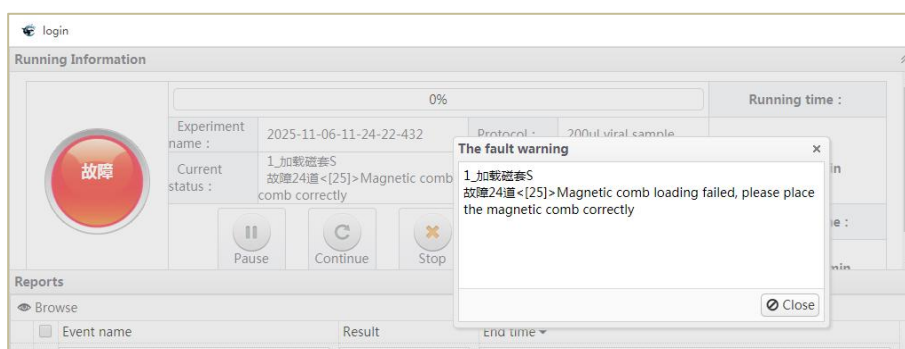 login
Running Information
0%
Running time :
Experiment name :
2025-11-06-11-24-22-432
Protocol :
200ul viral sample
故障
Current status :
1_加载磁套S
故障24道<[25]>Magnetic comb
comb correctly
in
Pause
Continue
Stop
e :
min
The fault warning
×
1_加载磁套S
故障24道<[25]>Magnetic comb loading failed, please place
the magnetic comb correctly
Close
Reports
Browse
Event name
Result
End time